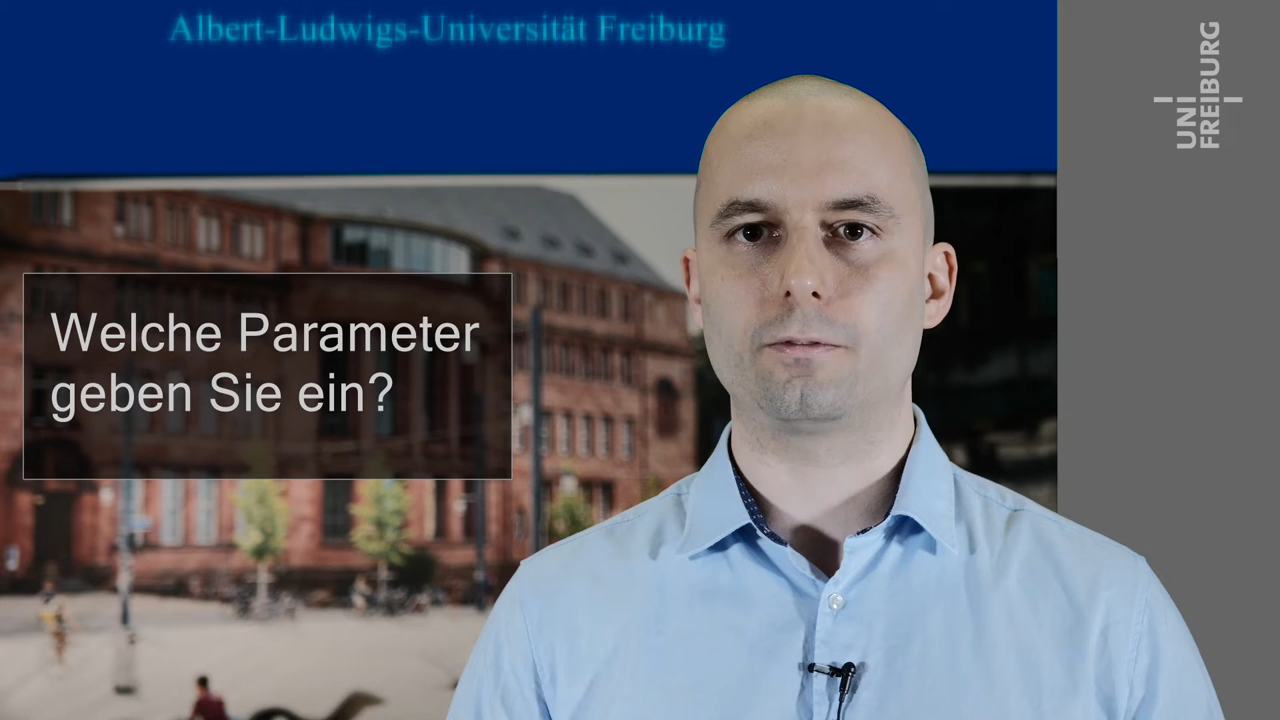 Albert-Ludwigs-Universität Freiburg
UNI
FREIBURG
Welche Parameter
geben Sie ein?